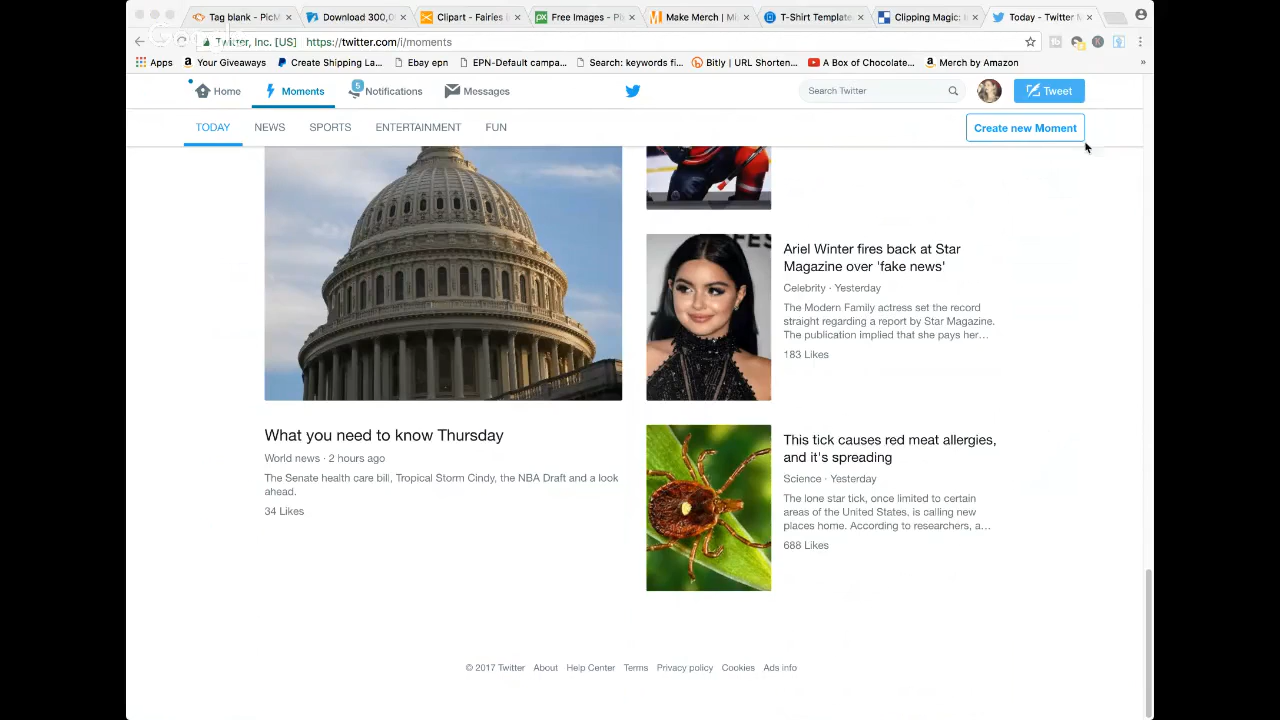 Tag blank - PicM
Download 300,0
Clipart - Fairies
Free Images - Pi
Make Merch | Mi
T-Shirt Template
Clipping Magic: I
Today - Twitter M
Twitter, Inc. [US] https://twitter.com/i/moments
Apps Your Giveaways Create Shipping La... Ebay epn EPN-Default campa... Search: keywords fi... Bitly | URL Shorten... A Box of Chocolate... Merch by Amazon »
Home Moments 5 Notifications Messages Search Twitter Tweet
TODAY NEWS SPORTS ENTERTAINMENT FUN Create new Moment
What you need to know Thursday
World news · 2 hours ago
The Senate health care bill, Tropical Storm Cindy, the NBA Draft and a look
ahead.
34 Likes
Ariel Winter fires back at Star
Magazine over 'fake news'
Celebrity · Yesterday
The Modern Family actress set the record
straight regarding a report by Star Magazine.
The publication implied that she pays her…
183 Likes
This tick causes red meat allergies,
and it's spreading
Science · Yesterday
The lone star tick, once limited to certain
areas of the United States, is calling new
places home. According to researchers, a…
688 Likes
© 2017 Twitter About Help Center Terms Privacy policy Cookies Ads info